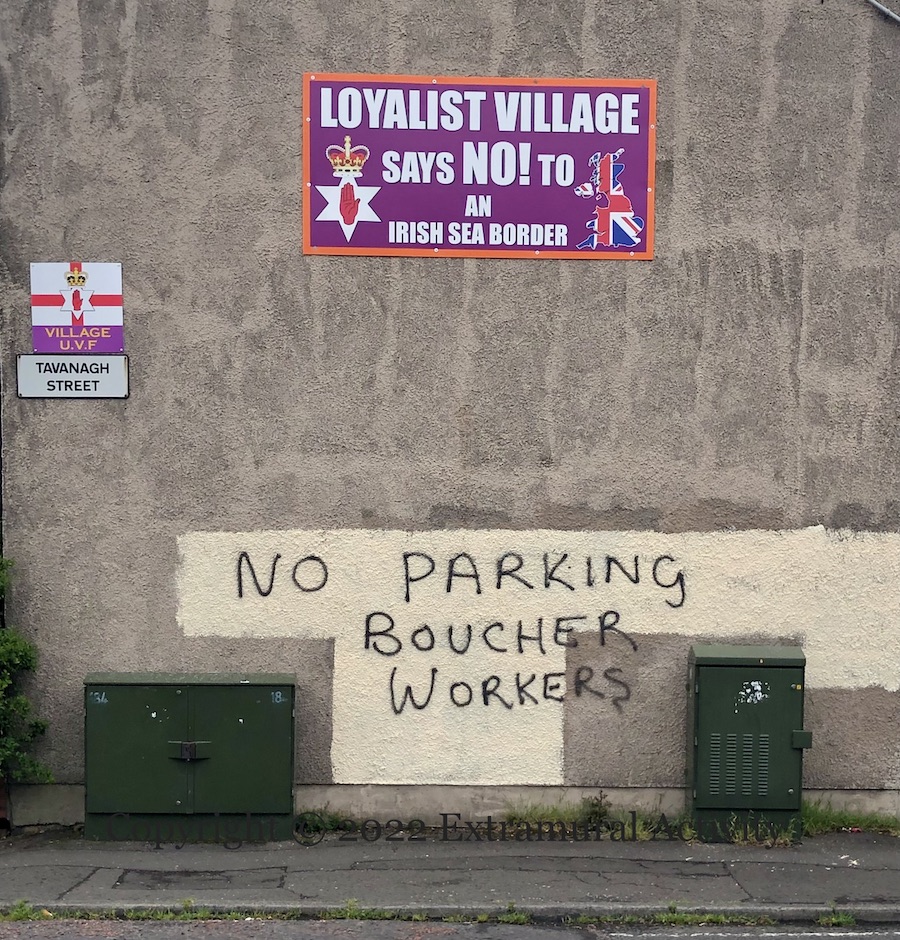 LOYALIST VILLAGE
SAYS NO! TO
AN
IRISH SEA BORDER
VILLAGE
U.V.F
TAVANAGH
STREET
NO PARKING
BOUCHER
WORKERS
134
18
Copyright © 2022 Extramural Activity